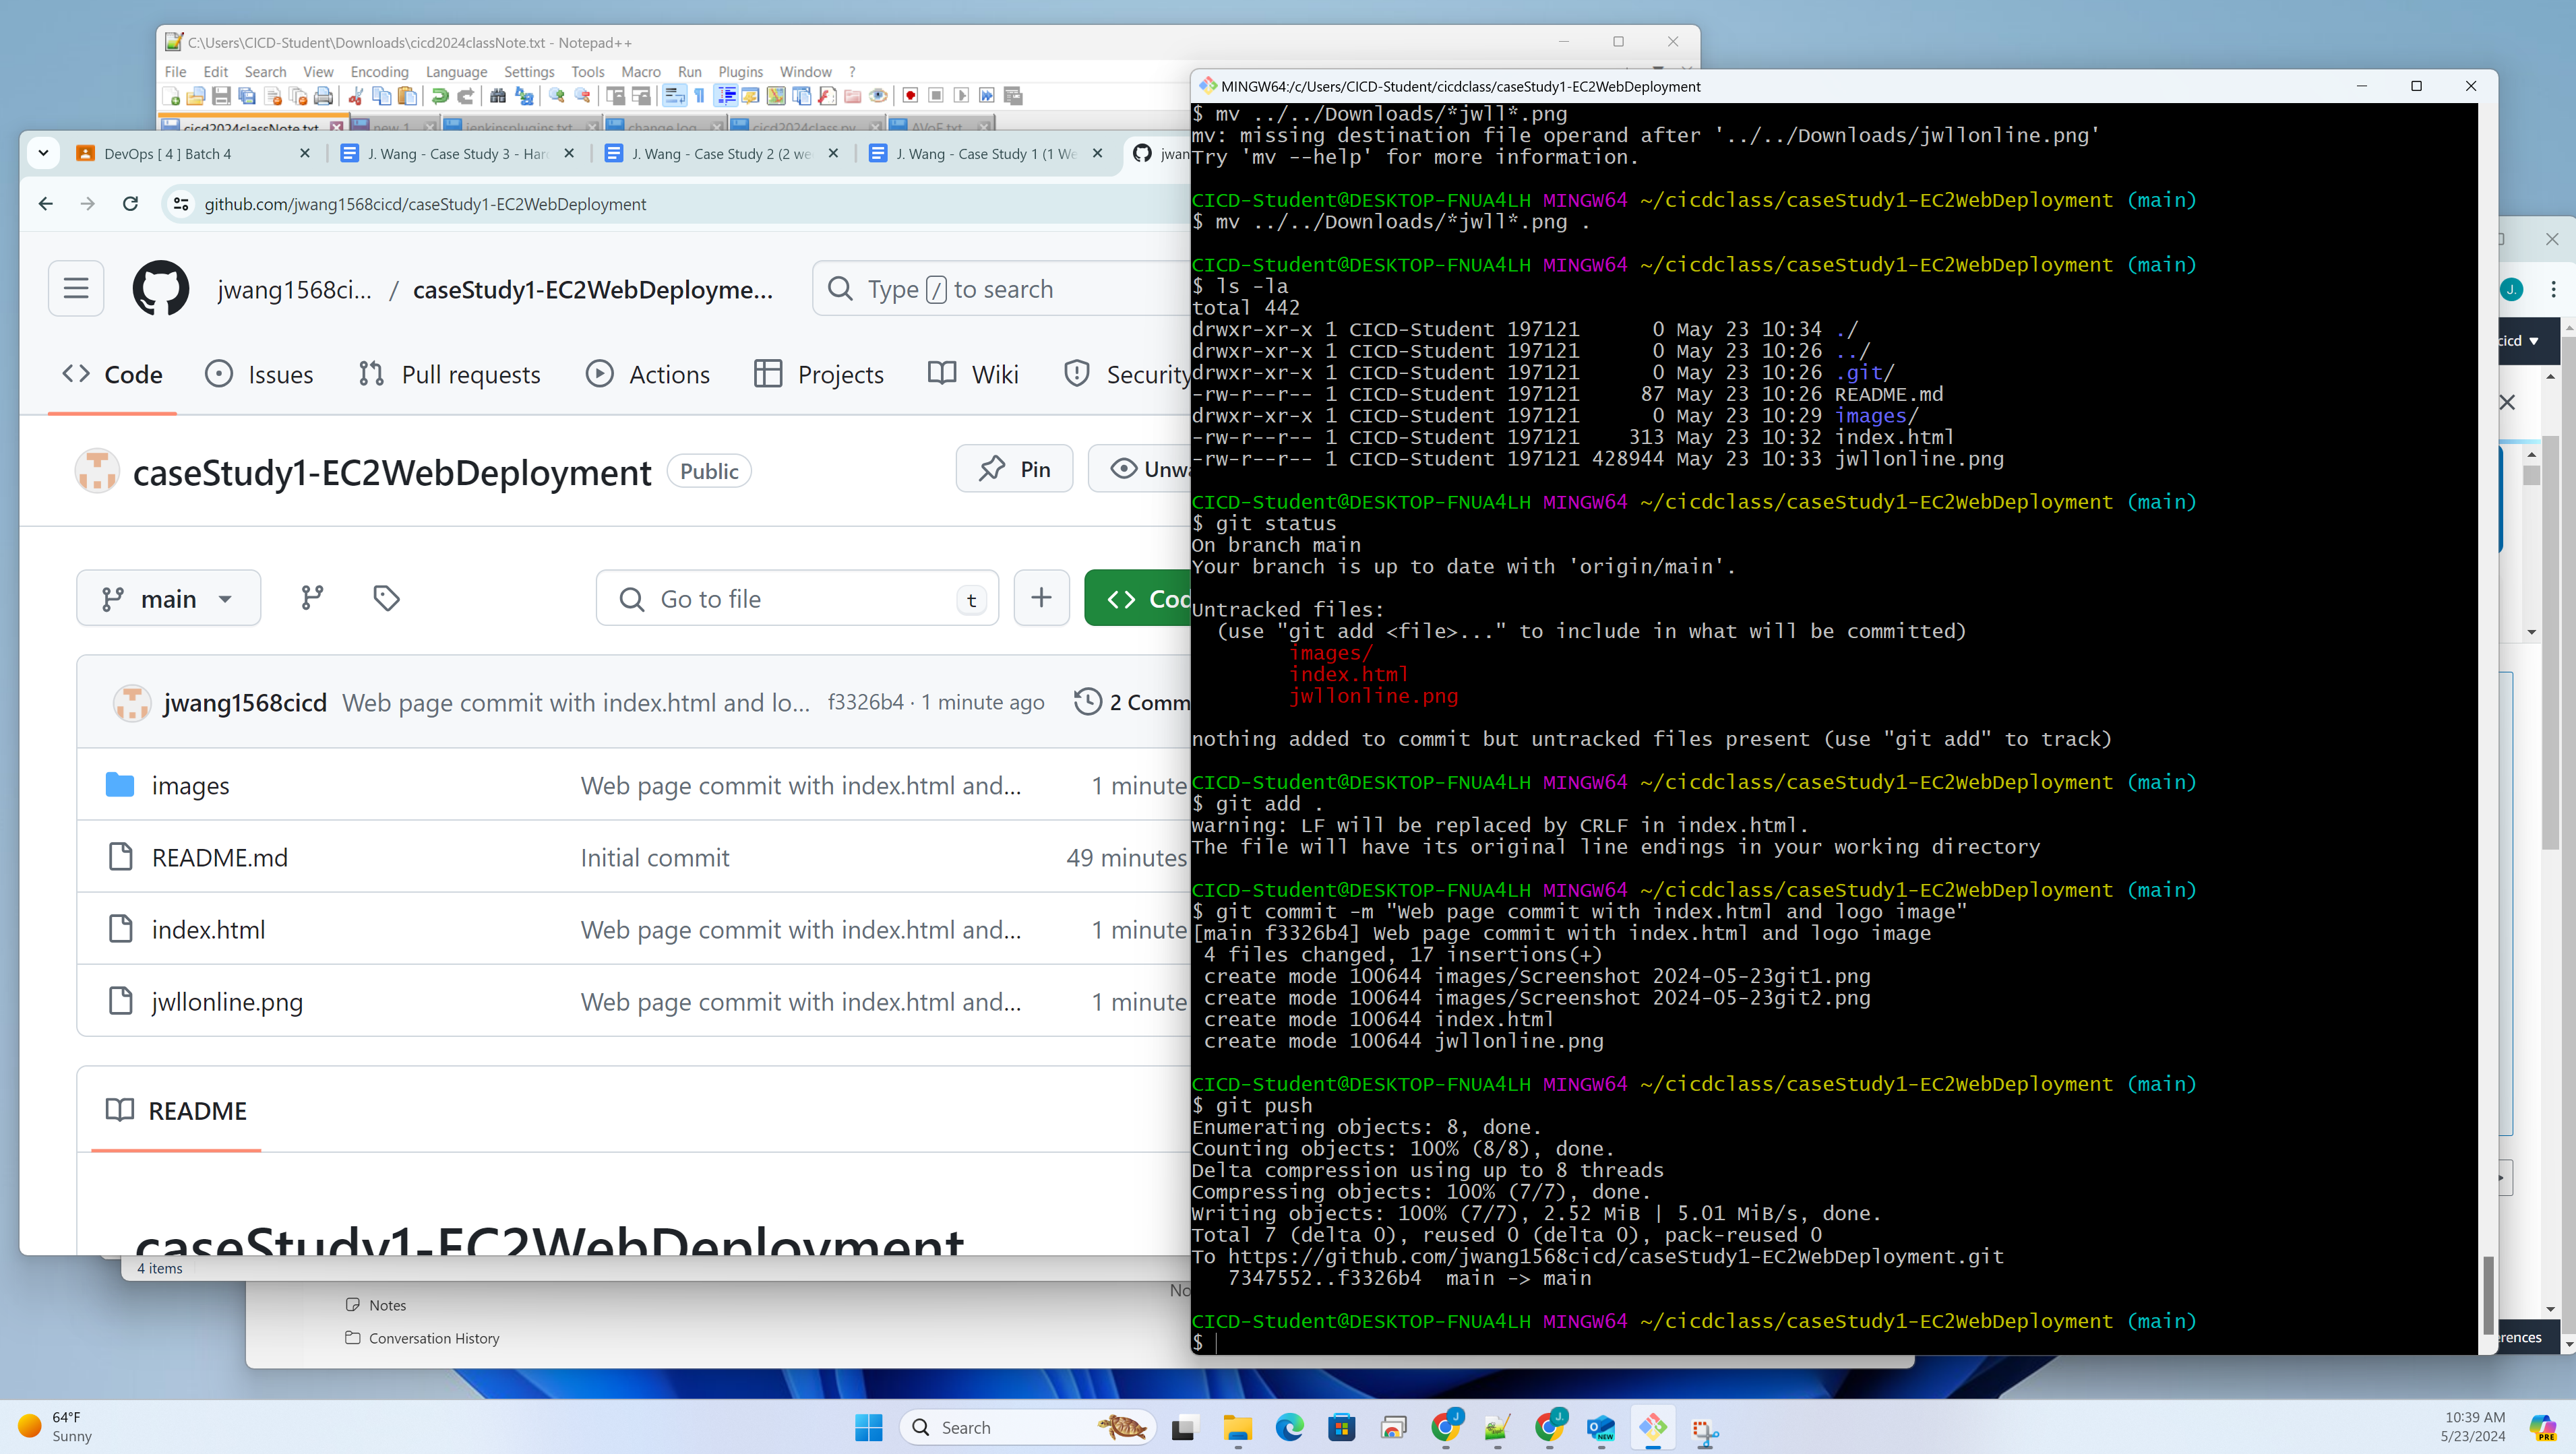 C:\Users\CICD-Student\Downloads\cicd2024classNote.txt - Notepad++
File Edit Search View Encoding Language Settings Tools Macro Run Plugins Window ?
cicd2024classNote.txt new 1 jenkinsplugins.txt change.log cicd2024class.py
DevOps [ 4 ] Batch 4
J. Wang - Case Study 3 - Har
J. Wang - Case Study 2 (2 we
J. Wang - Case Study 1 (1 We
jwan
github.com/jwang1568cicd/caseStudy1-EC2WebDeployment
jwang1568ci... / caseStudy1-EC2WebDeployme...
Type / to search
Code Issues Pull requests Actions Projects Wiki Security
caseStudy1-EC2WebDeployment Public
Pin Unwa
main
Go to file t
Cod
jwang1568cicd Web page commit with index.html and lo... f3326b4 · 1 minute ago 2 Comm
images Web page commit with index.html and... 1 minute
README.md Initial commit 49 minutes
index.html Web page commit with index.html and... 1 minute
jwllonline.png Web page commit with index.html and... 1 minute
README
caseStudy1-EC2WebDeployment
4 items
No
Notes
Conversation History
MINGW64:/c/Users/CICD-Student/cicdclass/caseStudy1-EC2WebDeployment
$ mv ../../Downloads/*jwll*.png
mv: missing destination file operand after '../../Downloads/jwllonline.png'
Try 'mv --help' for more information.
CICD-Student@DESKTOP-FNUA4LH MINGW64 ~/cicdclass/caseStudy1-EC2WebDeployment (main)
$ mv ../../Downloads/*jwll*.png .
CICD-Student@DESKTOP-FNUA4LH MINGW64 ~/cicdclass/caseStudy1-EC2WebDeployment (main)
$ ls -la
total 442
drwxr-xr-x 1 CICD-Student 197121      0 May 23 10:34 ./
drwxr-xr-x 1 CICD-Student 197121      0 May 23 10:26 ../
drwxr-xr-x 1 CICD-Student 197121      0 May 23 10:26 .git/
-rw-r--r-- 1 CICD-Student 197121     87 May 23 10:26 README.md
drwxr-xr-x 1 CICD-Student 197121      0 May 23 10:29 images/
-rw-r--r-- 1 CICD-Student 197121    313 May 23 10:32 index.html
-rw-r--r-- 1 CICD-Student 197121 428944 May 23 10:33 jwllonline.png
CICD-Student@DESKTOP-FNUA4LH MINGW64 ~/cicdclass/caseStudy1-EC2WebDeployment (main)
$ git status
On branch main
Your branch is up to date with 'origin/main'.
Untracked files:
(use "git add <file>..." to include in what will be committed)
images/
index.html
jwllonline.png
nothing added to commit but untracked files present (use "git add" to track)
CICD-Student@DESKTOP-FNUA4LH MINGW64 ~/cicdclass/caseStudy1-EC2WebDeployment (main)
$ git add .
warning: LF will be replaced by CRLF in index.html.
The file will have its original line endings in your working directory
CICD-Student@DESKTOP-FNUA4LH MINGW64 ~/cicdclass/caseStudy1-EC2WebDeployment (main)
$ git commit -m "Web page commit with index.html and logo image"
[main f3326b4] Web page commit with index.html and logo image
4 files changed, 17 insertions(+)
create mode 100644 images/Screenshot 2024-05-23git1.png
create mode 100644 images/Screenshot 2024-05-23git2.png
create mode 100644 index.html
create mode 100644 jwllonline.png
CICD-Student@DESKTOP-FNUA4LH MINGW64 ~/cicdclass/caseStudy1-EC2WebDeployment (main)
$ git push
Enumerating objects: 8, done.
Counting objects: 100% (8/8), done.
Delta compression using up to 8 threads
Compressing objects: 100% (7/7), done.
Writing objects: 100% (7/7), 2.52 MiB | 5.01 MiB/s, done.
Total 7 (delta 0), reused 0 (delta 0), pack-reused 0
To https://github.com/jwang1568cicd/caseStudy1-EC2WebDeployment.git
7347552..f3326b4  main -> main
CICD-Student@DESKTOP-FNUA4LH MINGW64 ~/cicdclass/caseStudy1-EC2WebDeployment (main)
$
J.
cicd
erences
64°F
Sunny
Search
10:39 AM
5/23/2024
PRE